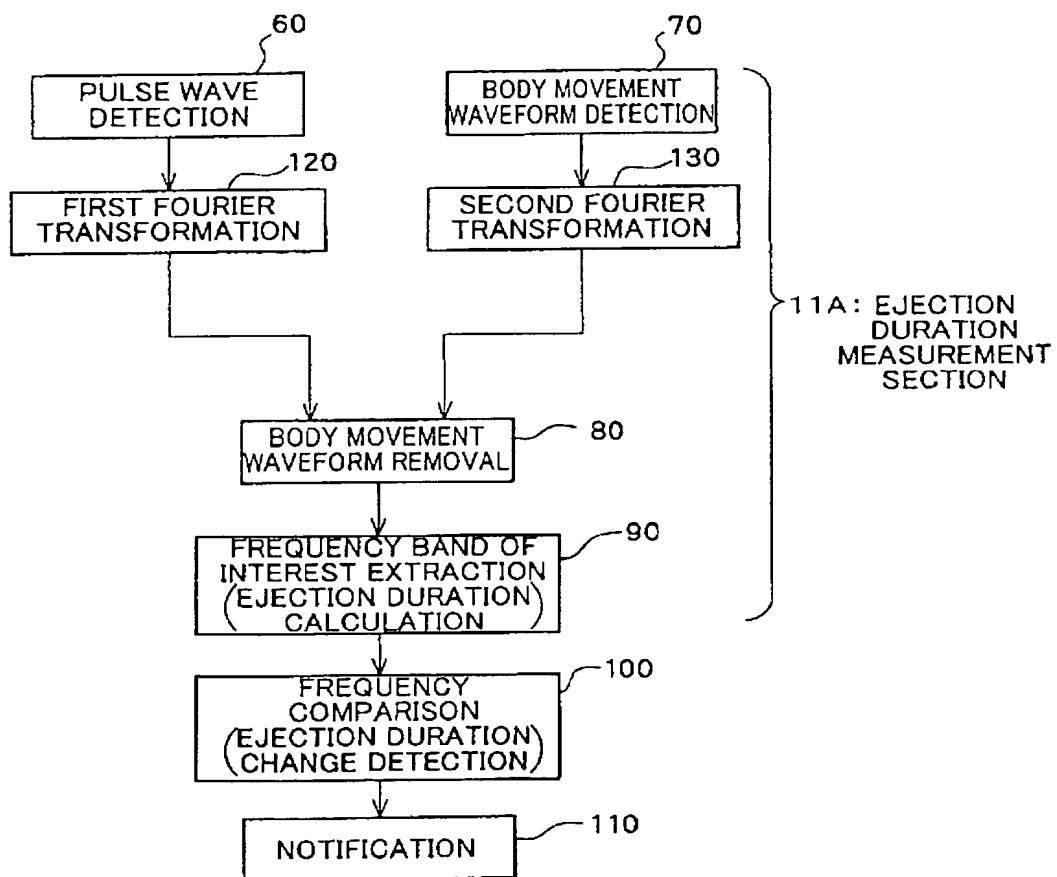 60
PULSE WAVE
DETECTION
70
BODY MOVEMENT
WAVEFORM DETECTION
120
FIRST FOURIER
TRANSFORMATION
130
SECOND FOURIER
TRANSFORMATION
11A: EJECTION
DURATION
MEASUREMENT
SECTION
80
BODY MOVEMENT
WAVEFORM REMOVAL
90
FREQUENCY BAND OF
INTEREST EXTRACTION
(EJECTION DURATION
CALCULATION)
100
FREQUENCY
COMPARISON
(EJECTION DURATION
CHANGE DETECTION)
110
NOTIFICATION